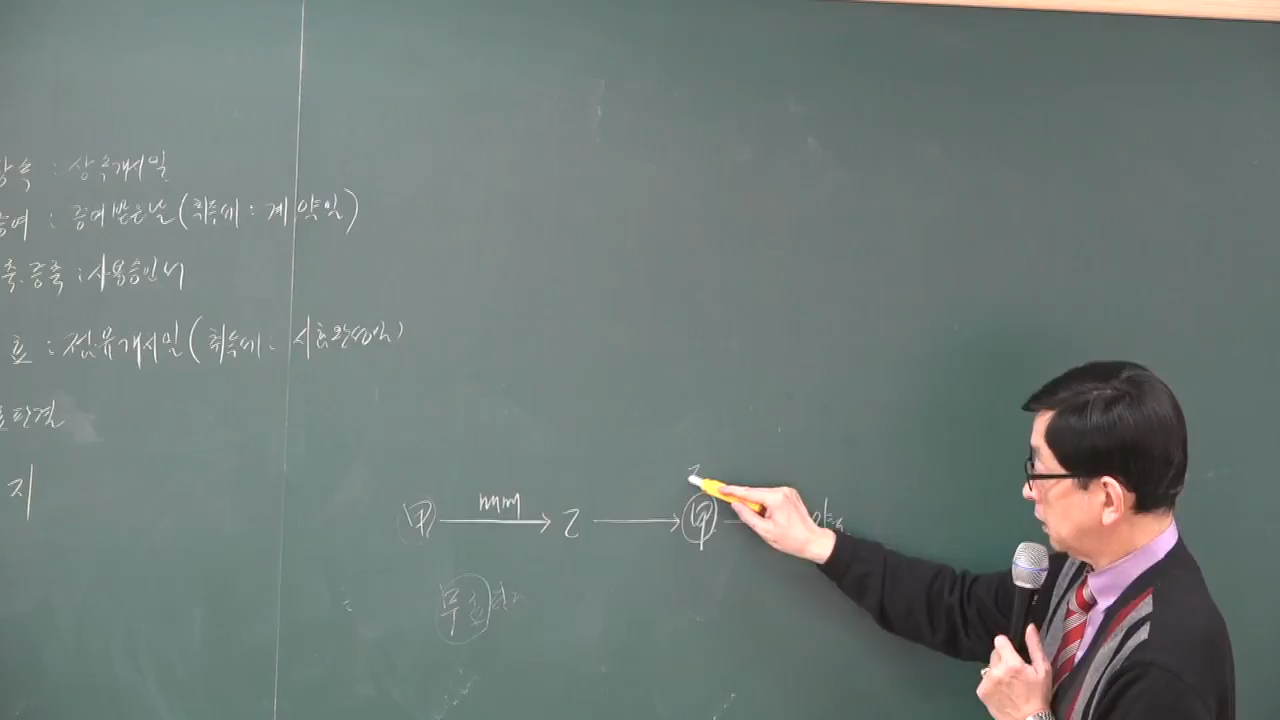 상속 : 상속개시일
증여 : 증여받은날(취득세 : 계약일)
축.증축 : 사용승인서
효 : 점유개시일(취득세 : 시효완성일)
판결
지
甲 → 乙 → 甲
무효